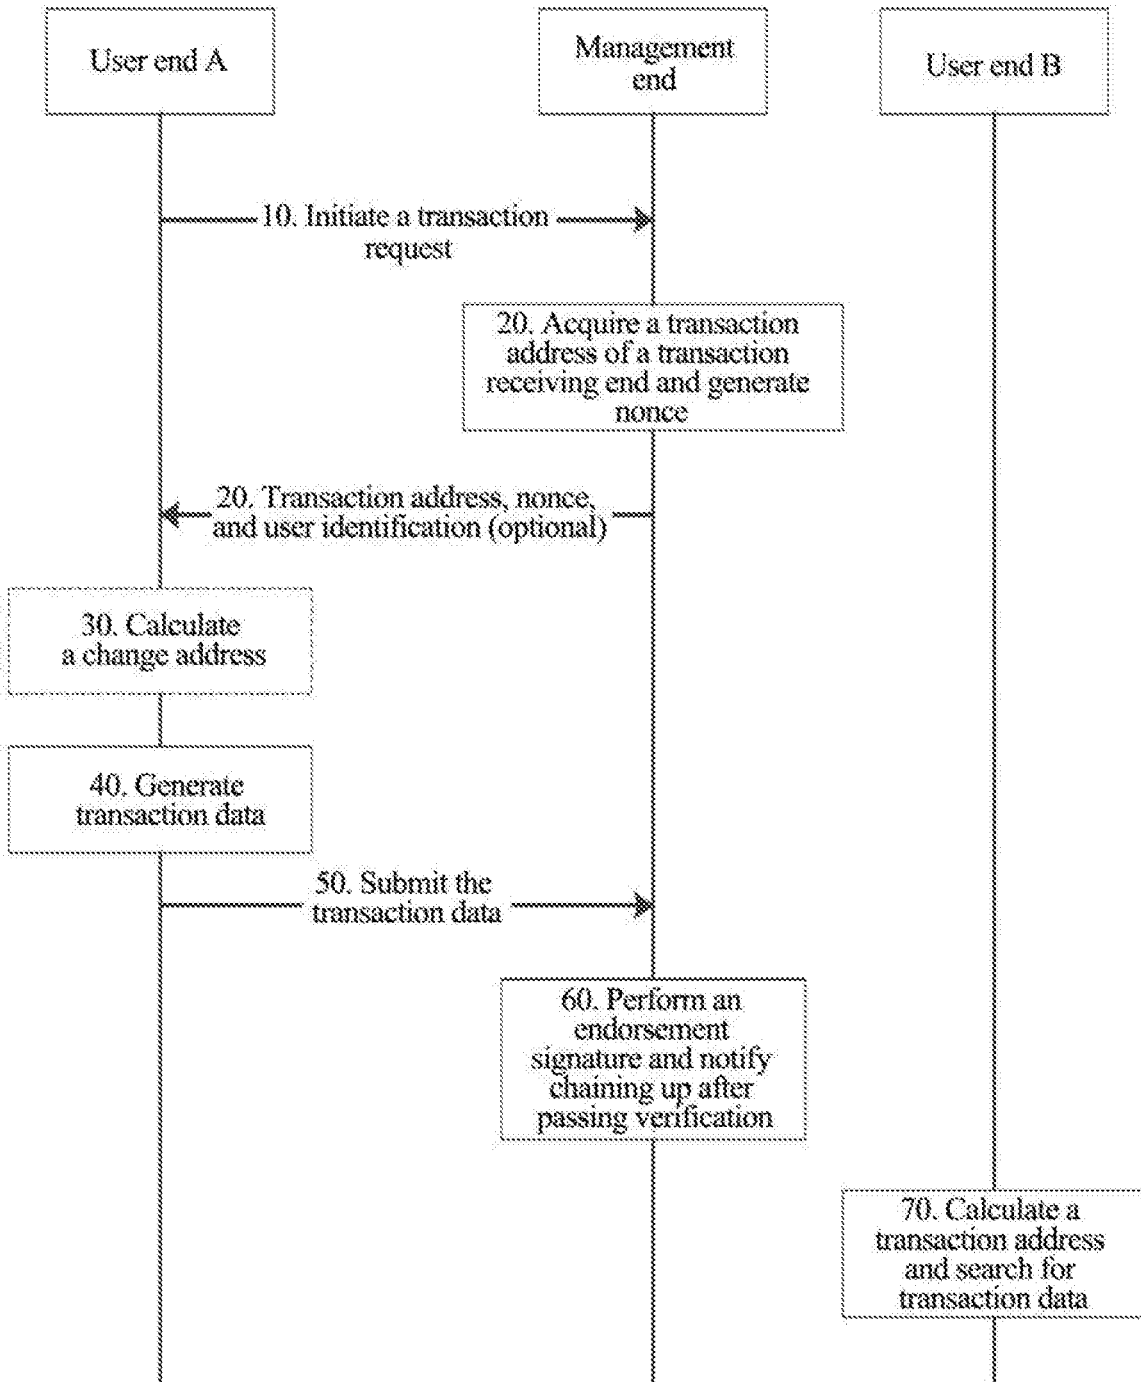 User end A
Management
end
User end B
10. Initiate a transaction
request
20. Acquire a transaction
address of a transaction
receiving end and generate
nonce
20. Transaction address, nonce,
and user identification (optional)
30. Calculate
a change address
40. Generate
transaction data
50. Submit the
transaction data
60. Perform an
endorsement
signature and notify
chaining up after
passing verification
70. Calculate a
transaction address
and search for
transaction data